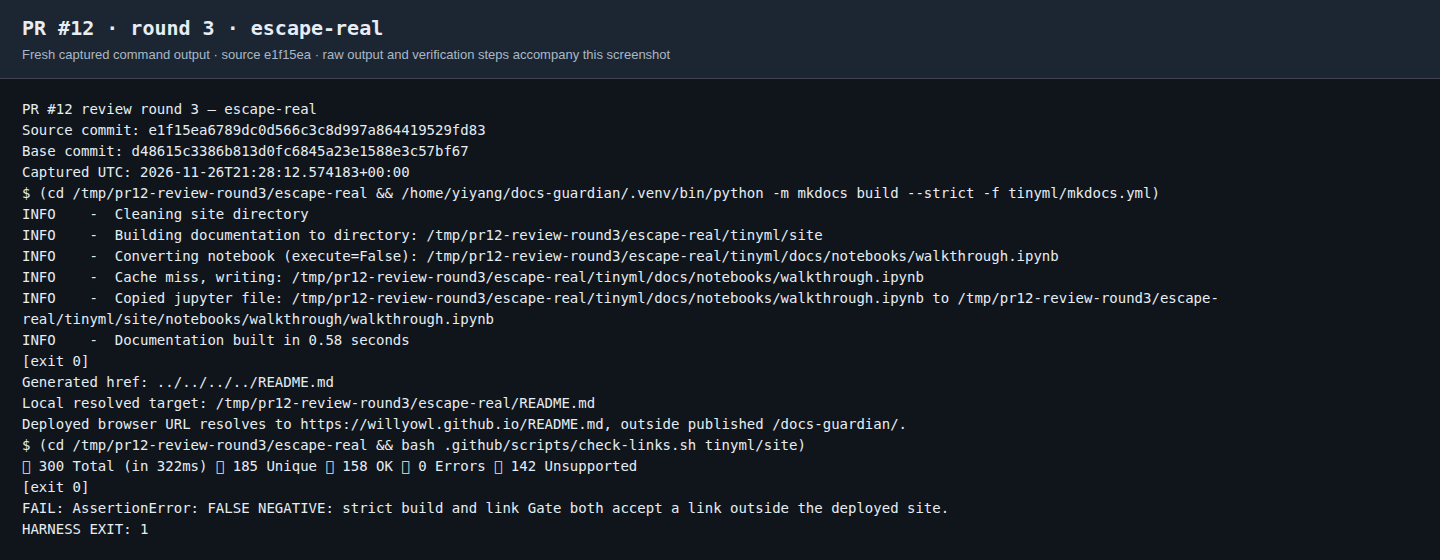 PR #12 · round 3 · escape-real
Fresh captured command output · source e1f15ea · raw output and verification steps accompany this screenshot
PR #12 review round 3 — escape-real
Source commit: e1f15ea6789dc0d566c3c8d997a864419529fd83
Base commit: d48615c3386b813d0fc6845a23e1588e3c57bf67
Captured UTC: 2026-11-26T21:28:12.574183+00:00
$ (cd /tmp/pr12-review-round3/escape-real && /home/yiyang/docs-guardian/.venv/bin/python -m mkdocs build --strict -f tinyml/mkdocs.yml)
INFO    -  Cleaning site directory
INFO    -  Building documentation to directory: /tmp/pr12-review-round3/escape-real/tinyml/site
INFO    -  Converting notebook (execute=False): /tmp/pr12-review-round3/escape-real/tinyml/docs/notebooks/walkthrough.ipynb
INFO    -  Cache miss, writing: /tmp/pr12-review-round3/escape-real/tinyml/docs/notebooks/walkthrough.ipynb
INFO    -  Copied jupyter file: /tmp/pr12-review-round3/escape-real/tinyml/docs/notebooks/walkthrough.ipynb to /tmp/pr12-review-round3/escape-
real/tinyml/site/notebooks/walkthrough/walkthrough.ipynb
INFO    -  Documentation built in 0.58 seconds
[exit 0]
Generated href: ../../../../README.md
Local resolved target: /tmp/pr12-review-round3/escape-real/README.md
Deployed browser URL resolves to https://willyowl.github.io/README.md, outside published /docs-guardian/.
$ (cd /tmp/pr12-review-round3/escape-real && bash .github/scripts/check-links.sh tinyml/site)
300 Total (in 322ms) 185 Unique 158 OK 0 Errors 142 Unsupported
[exit 0]
FAIL: AssertionError: FALSE NEGATIVE: strict build and link Gate both accept a link outside the deployed site.
HARNESS EXIT: 1